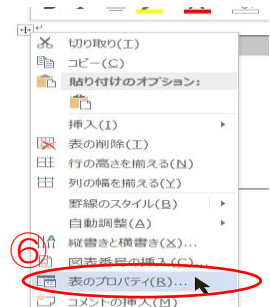 切り取り(T)
コピー(C)
貼り付けのオプション:
挿入(I)
表の削除(T)
行の高さを揃える(N)
列の幅を揃える(Y)
罫線のスタイル(B)
自動調整(A)
⑥
縦書きと横書き(X)...
図表番号の挿入(C)...
表のプロパティ(R)...
コメントの挿入(M)